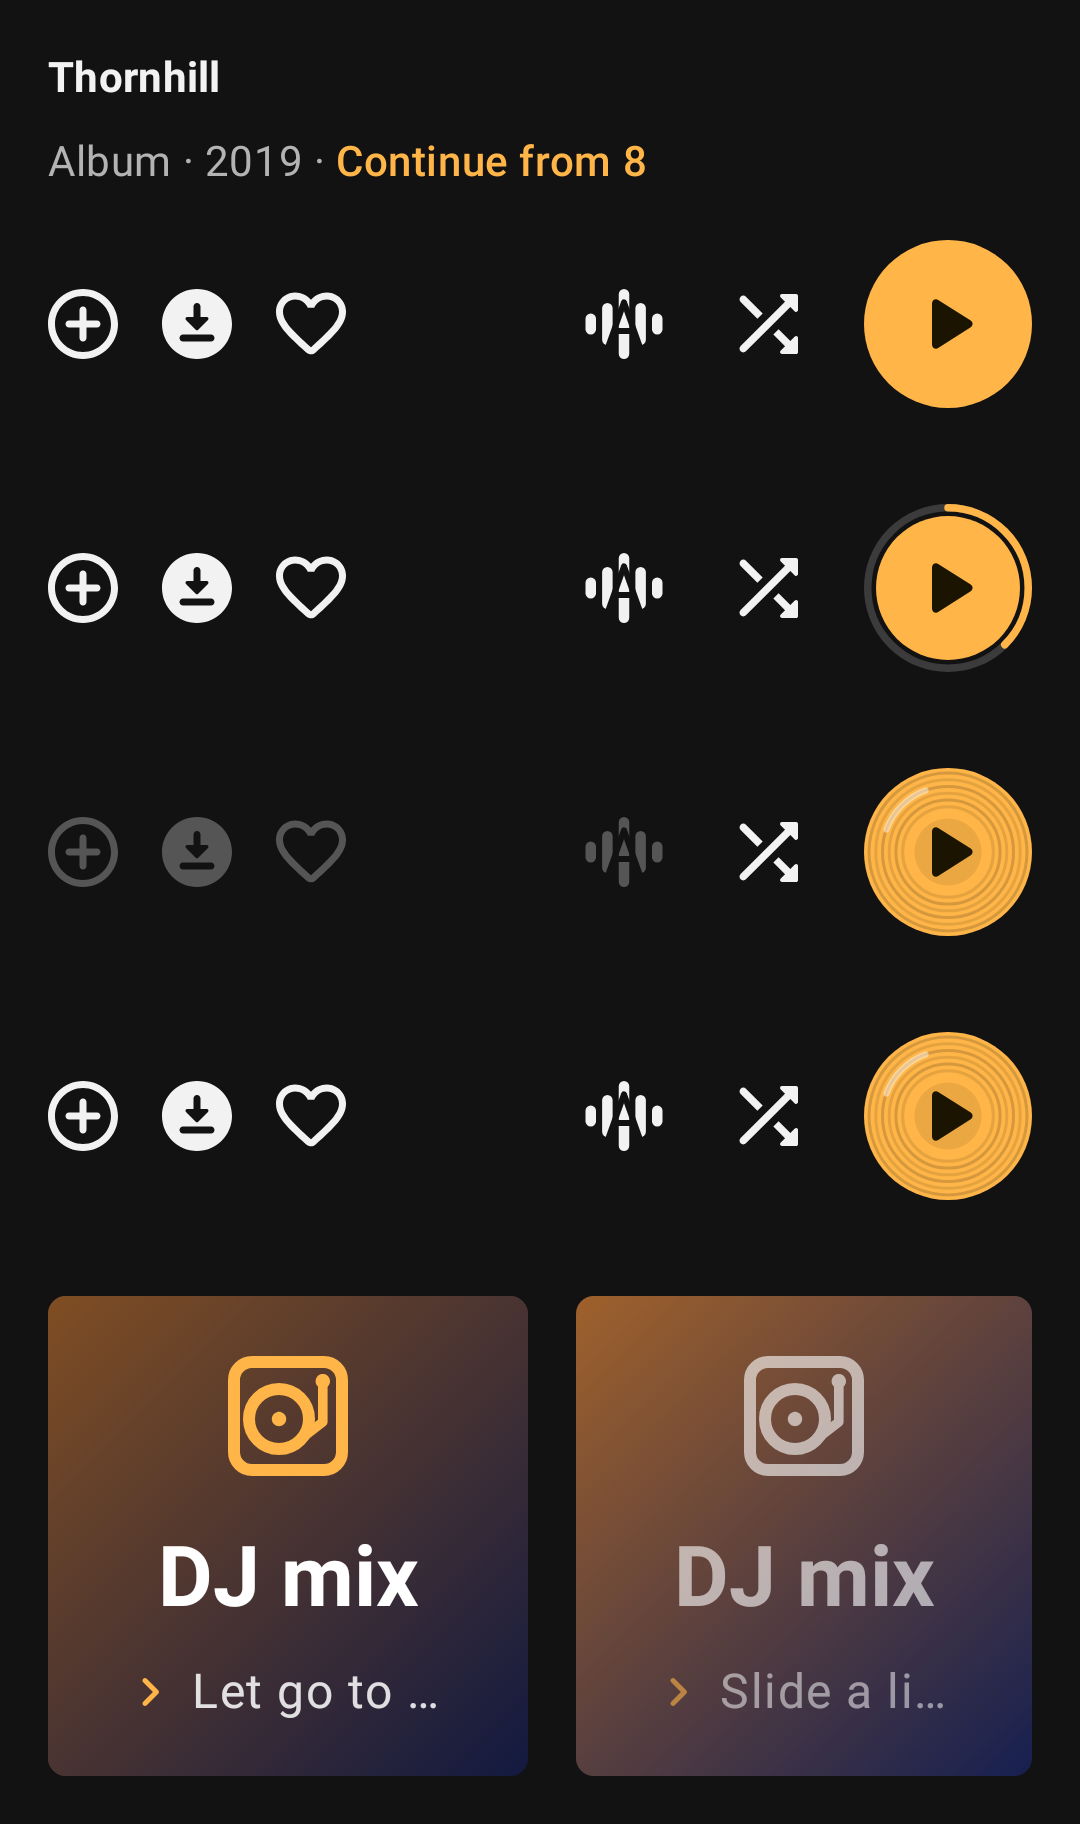 Thornhill
Album · 2019 · Continue from 8
DJ mix
Let go to …
DJ mix
Slide a li…